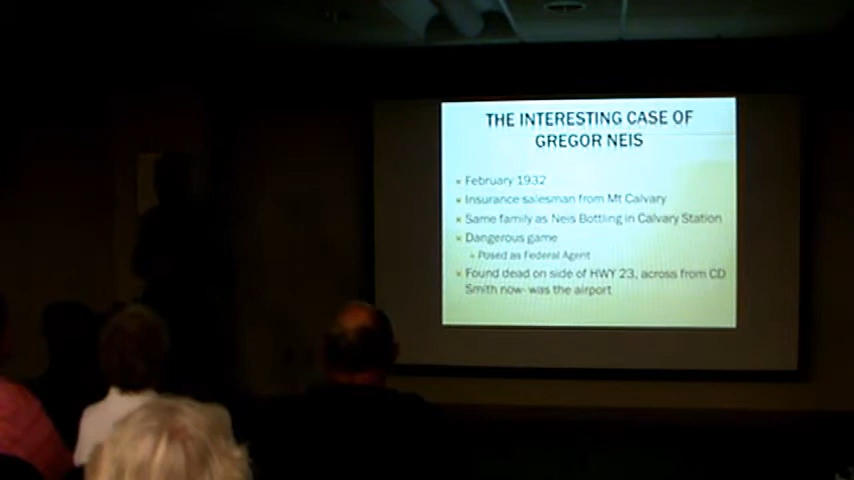 THE INTERESTING CASE OF
GREGOR NEIS
February 1932
Insurance salesman from Mt Calvary
Same family as Neis Bottling in Calvary Station
Dangerous game
Posed as Federal Agent
Found dead on side of HWY 23, across from CD
Smith now- was the airport